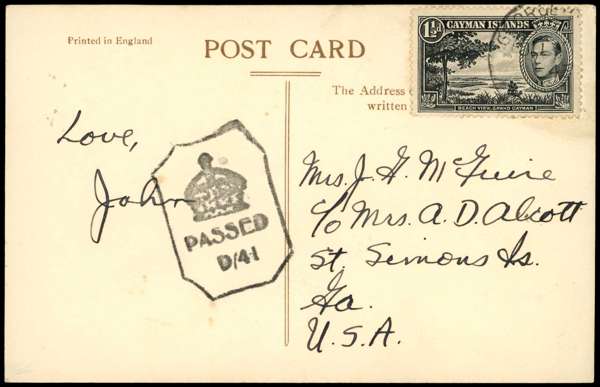 Printed in England
POST CARD
1½d CAYMAN ISLANDS
BEACH VIEW, GRAND CAYMAN
The Address
written
Love,
John
PASSED
D/41
Mrs. J. H. McGuire
c/o Mrs. A. D. Alcott
St. Simons Is.
Ga.
U.S.A.